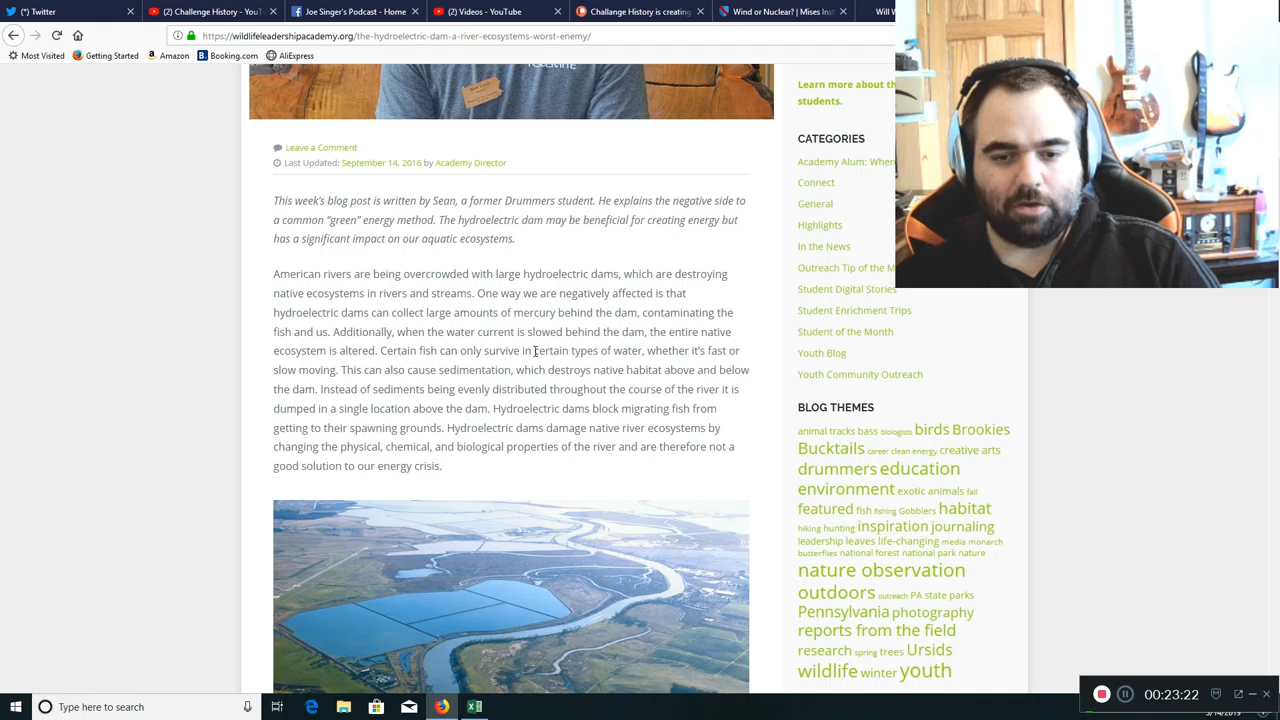 (2) Twitter
(2) Challenge History - YouTu
Joe Singer's Podcast - Home
(2) Videos - YouTube
Challange History is creating
Wind or Nuclear? | Mises Inst
Will W
https://wildlifeleadershipacademy.org/the-hydroelectric-dam-a-river-ecosystems-worst-enemy/
Most Visited
Getting Started
Amazon
Booking.com
AliExpress
Learn more about th
students.
Leave a Comment
Last Updated: September 14, 2016 by Academy Director
This week's blog post is written by Sean, a former Drummers student. He explains the negative side to
a common "green" energy method. The hydroelectric dam may be beneficial for creating energy but
has a significant impact on our aquatic ecosystems.
American rivers are being overcrowded with large hydroelectric dams, which are destroying
native ecosystems in rivers and streams. One way we are negatively affected is that
hydroelectric dams can collect large amounts of mercury behind the dam, contaminating the
fish and us. Additionally, when the water current is slowed behind the dam, the entire native
ecosystem is altered. Certain fish can only survive in certain types of water, whether it's fast or
slow moving. This can also cause sedimentation, which destroys native habitat above and below
the dam. Instead of sediments being evenly distributed throughout the course of the river it is
dumped in a single location above the dam. Hydroelectric dams block migrating fish from
getting to their spawning grounds. Hydroelectric dams damage native river ecosystems by
changing the physical, chemical, and biological properties of the river and are therefore not a
good solution to our energy crisis.
CATEGORIES
Academy Alum: Where
Connect
General
Highlights
In the News
Outreach Tip of the M
Student Digital Stories
Student Enrichment Trips
Student of the Month
Youth Blog
Youth Community Outreach
BLOG THEMES
animal tracks bass biologists birds Brookies
Bucktails career clean energy creative arts
drummers education
environment exotic animals fall
featured fish fishing Gobblers habitat
hiking hunting inspiration journaling
leadership leaves life-changing media monarch
butterflies national forest national park nature
nature observation
outdoors outreach PA state parks
Pennsylvania photography
reports from the field
research spring trees Ursids
wildlife winter youth
Type here to search
00:23:22